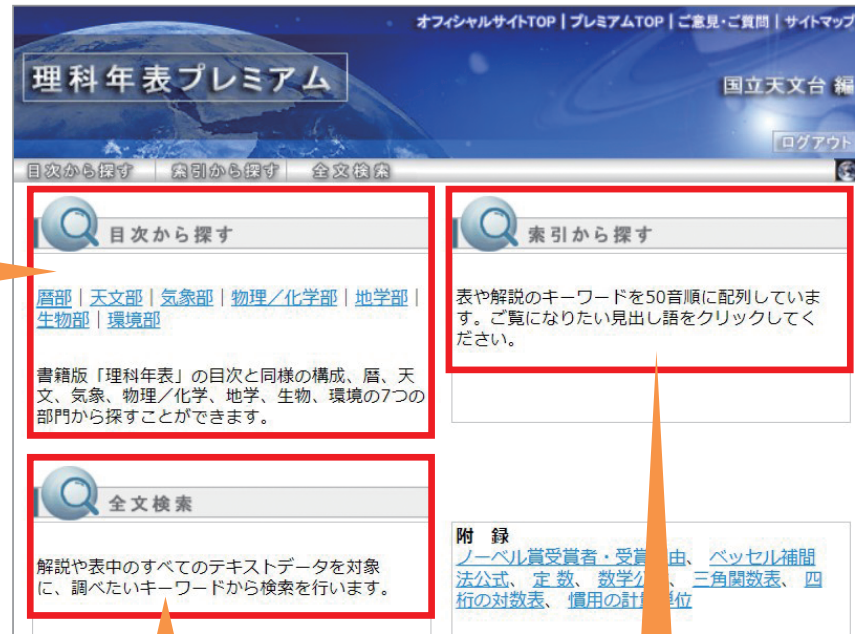 オフィシャルサイトTOP | プレミアムTOP | ご意見・ご質問 | サイトマップ
理科年表プレミアム
国立天文台 編
ログアウト
目次から探す 索引から探す 全文検索
目次から探す
暦部 | 天文部 | 気象部 | 物理／化学部 | 地学部 |
生物部 | 環境部
書籍版「理科年表」の目次と同様の構成、暦、天
文、気象、物理／化学、地学、生物、環境の7つの
部門から探すことができます。
索引から探す
表や解説のキーワードを50音順に配列していま
す。ご覧になりたい見出し語をクリックしてく
ださい。
全文検索
解説や表中のすべてのテキストデータを対象
に、調べたいキーワードから検索を行います。
附 録
ノーベル賞受賞者・受賞 由、 ベッセル補間
法公式、 定 数、 数学公 、 三角関数表、 四
桁の対数表、 慣用の計 単位